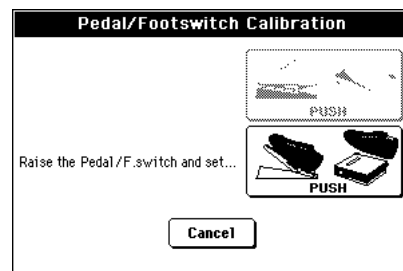 Pedal/Footswitch Calibration
PUSH
Raise the Pedal/F.switch and set...
PUSH
Cancel